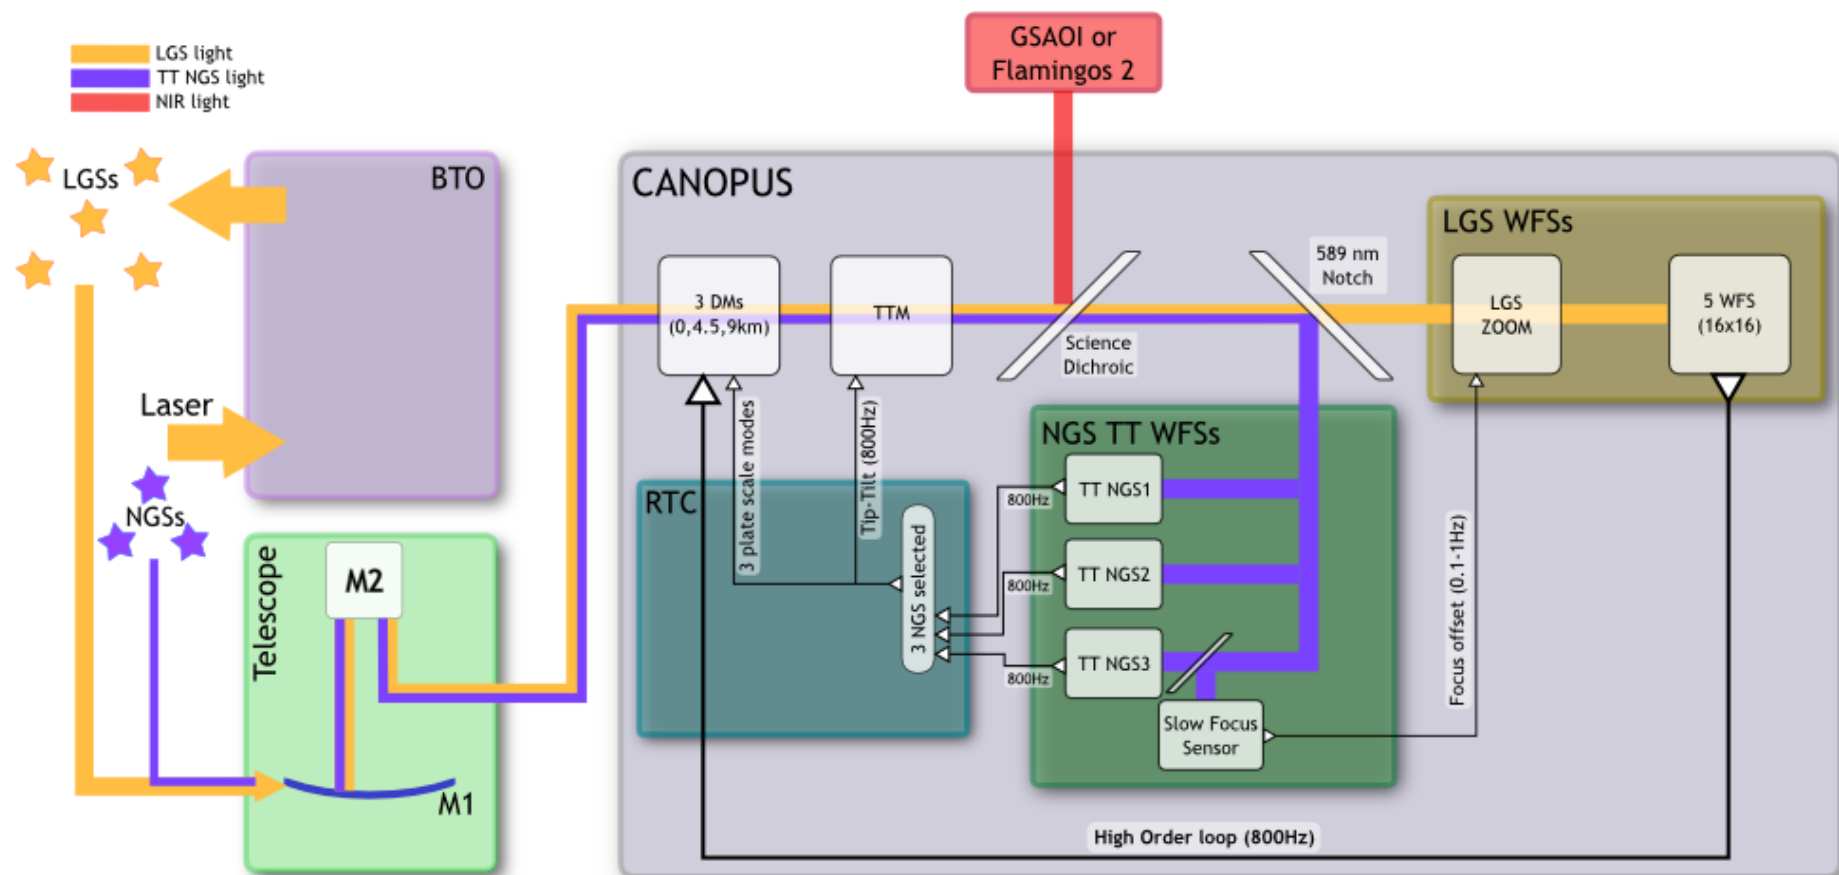 LGS light
TT NGS light
NIR light
GSAOI or
Flamingos 2
LGSs
BTO
CANOPUS
LGS WFSs
589 nm
Notch
3 DMs
(0,4.5,9km)
TTM
LGS
ZOOM
5 WFS
(16x16)
Science
Dichroic
Laser
NGSs
3 plate scale modes
Tip-Tilt (800Hz)
NGS TT WFSs
RTC
3 NGS selected
TT NGS1
800Hz
TT NGS2
800Hz
TT NGS3
800Hz
Slow Focus
Sensor
Focus offset (0.1-1Hz)
Telescope
M2
M1
High Order loop (800Hz)